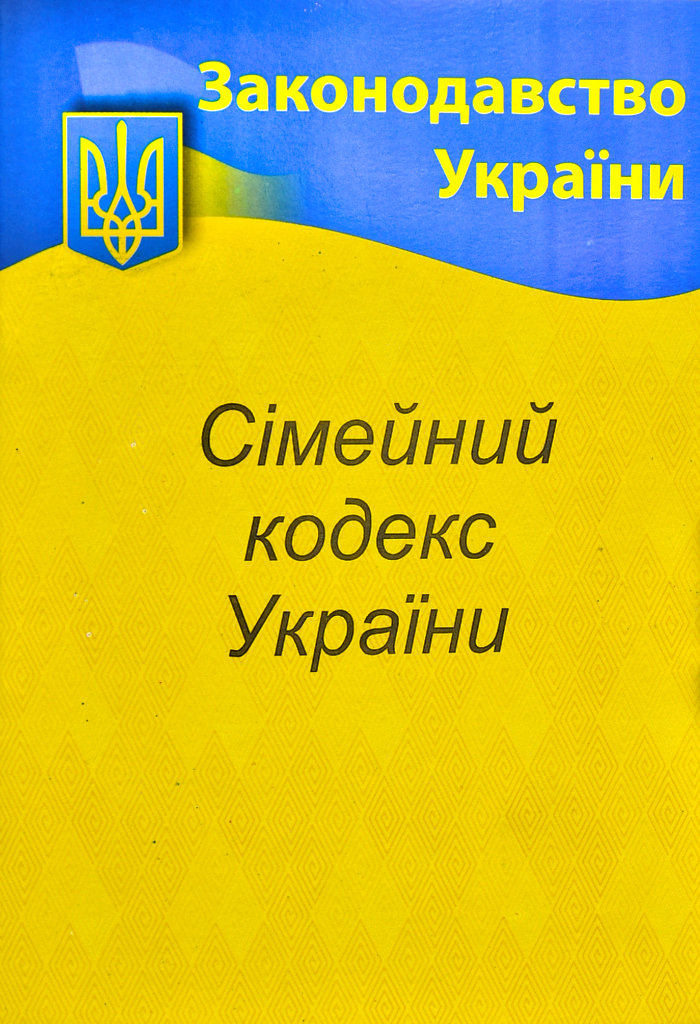 Законодавство
України
Сімейний
кодекс
України